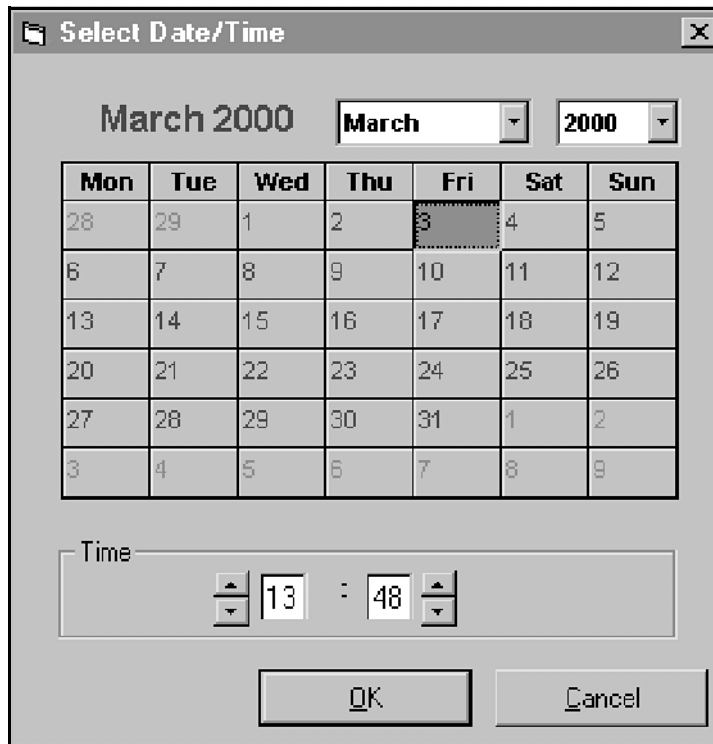 Select Date/Time
March 2000 March 2000
Mon Tue Wed Thu Fri Sat Sun
28 29 1 2 3 4 5
6 7 8 9 10 11 12
13 14 15 16 17 18 19
20 21 22 23 24 25 26
27 28 29 30 31 1 2
3 4 5 6 7 8 9
Time
13 : 48
OK Cancel